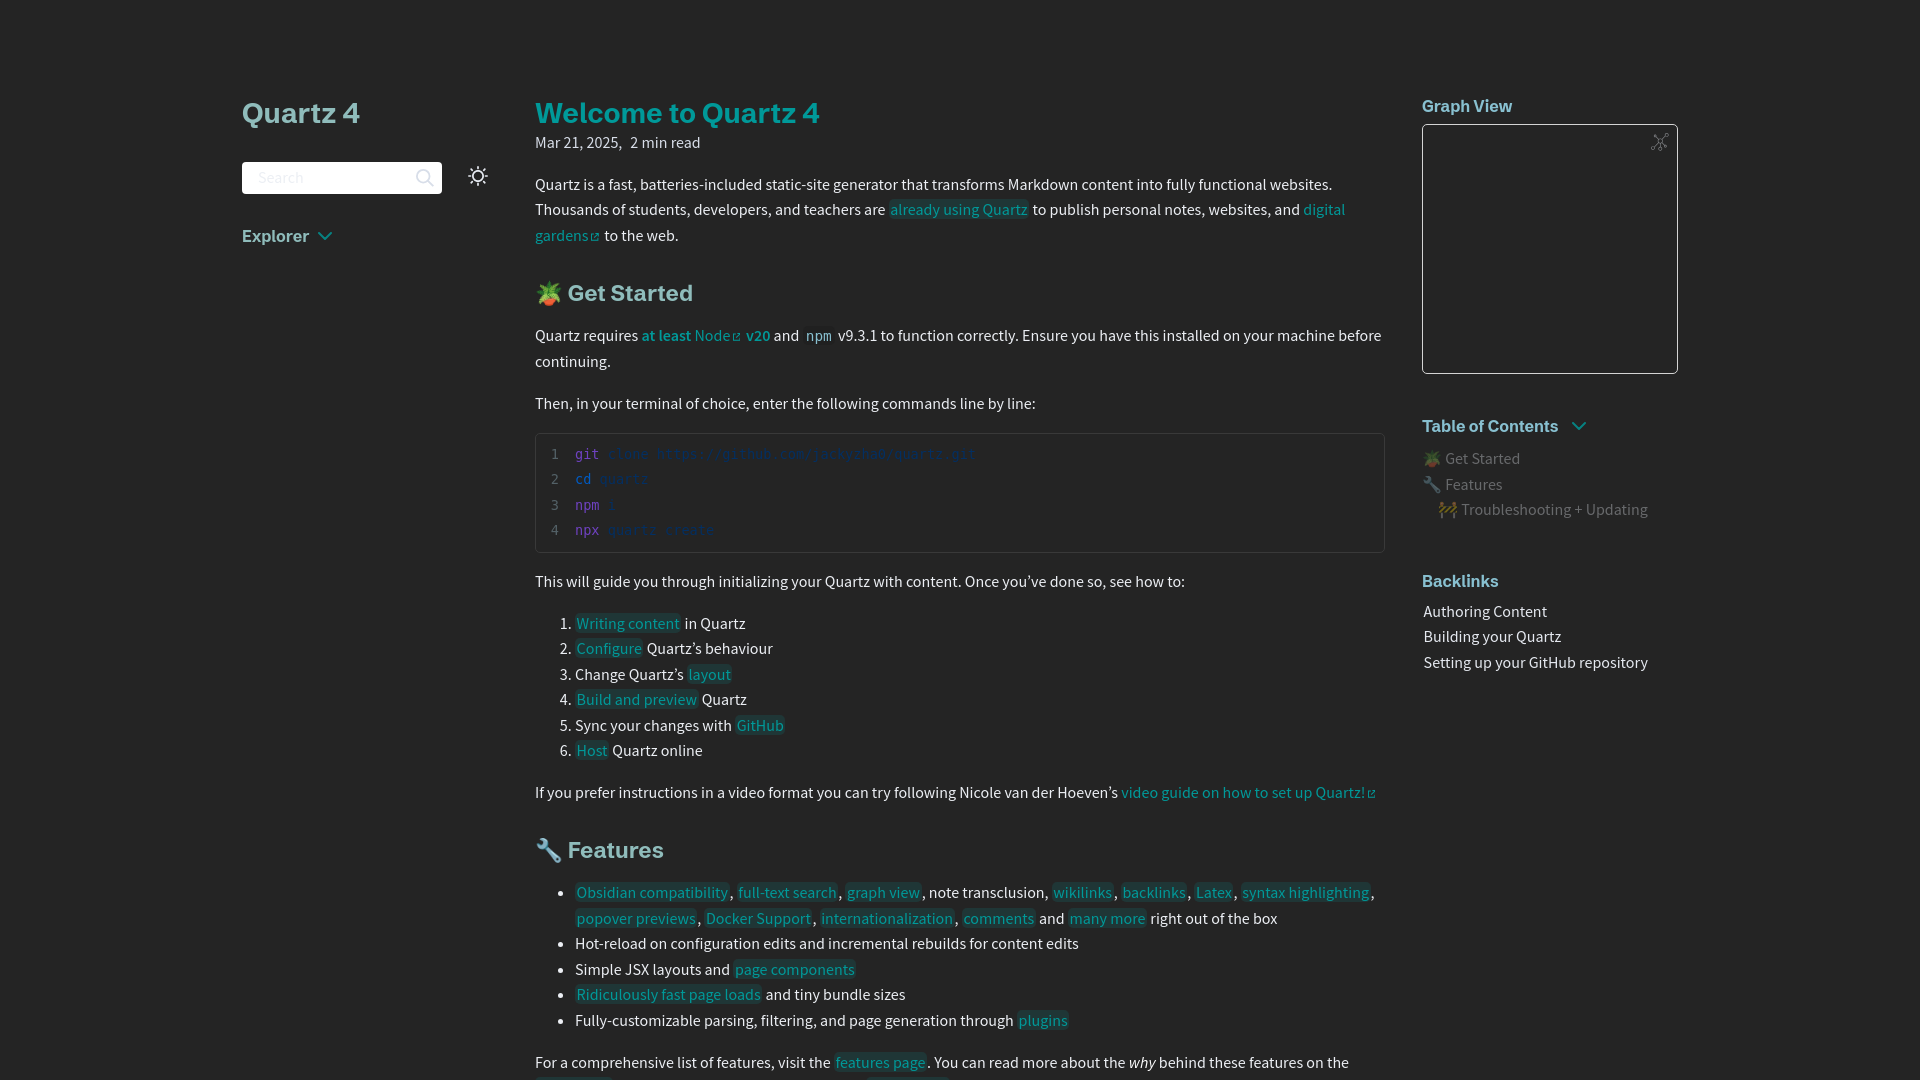 Quartz 4
Search
Explorer
Welcome to Quartz 4
Mar 21, 2025, 2 min read
Quartz is a fast, batteries-included static-site generator that transforms Markdown content into fully functional websites.
Thousands of students, developers, and teachers are already using Quartz to publish personal notes, websites, and digital
gardens to the web.
🪴 Get Started
Quartz requires at least Node v20 and npm v9.3.1 to function correctly. Ensure you have this installed on your machine before
continuing.
Then, in your terminal of choice, enter the following commands line by line:
1 git clone https://github.com/jackyzha0/quartz.git
2 cd quartz
3 npm i
4 npx quartz create
This will guide you through initializing your Quartz with content. Once you’ve done so, see how to:
1. Writing content in Quartz
2. Configure Quartz’s behaviour
3. Change Quartz’s layout
4. Build and preview Quartz
5. Sync your changes with GitHub
6. Host Quartz online
If you prefer instructions in a video format you can try following Nicole van der Hoeven’s video guide on how to set up Quartz!
🔧 Features
• Obsidian compatibility, full-text search, graph view, note transclusion, wikilinks, backlinks, Latex, syntax highlighting,
popover previews, Docker Support, internationalization, comments and many more right out of the box
• Hot-reload on configuration edits and incremental rebuilds for content edits
• Simple JSX layouts and page components
• Ridiculously fast page loads and tiny bundle sizes
• Fully-customizable parsing, filtering, and page generation through plugins
For a comprehensive list of features, visit the features page. You can read more about the why behind these features on the
Graph View
Table of Contents
🪴 Get Started
🔧 Features
🚧 Troubleshooting + Updating
Backlinks
Authoring Content
Building your Quartz
Setting up your GitHub repository